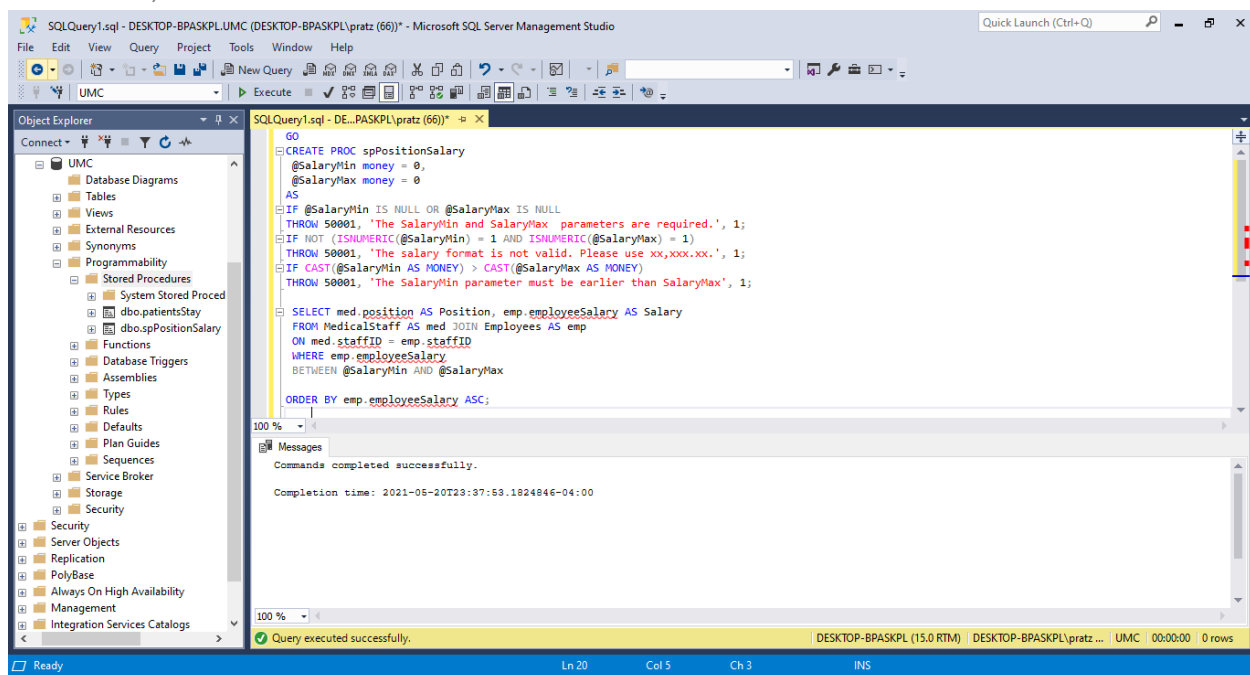 SQLQuery1.sql - DESKTOP-BPASKPL.UMC (DESKTOP-BPASKPL\pratz (66))* - Microsoft SQL Server Management Studio
Quick Launch (Ctrl+Q)
File Edit View Query Project Tools Window Help
New Query MDX DMX XMLA DAX
UMC Execute
Object Explorer
SQLQuery1.sql - DE...PASKPL\pratz (66))*
Connect
UMC
Database Diagrams
Tables
Views
External Resources
Synonyms
Programmability
Stored Procedures
System Stored Proced
dbo.patientsStay
dbo.spPositionSalary
Functions
Database Triggers
Assemblies
Types
Rules
Defaults
Plan Guides
Sequences
Service Broker
Storage
Security
Security
Server Objects
Replication
PolyBase
Always On High Availability
Management
Integration Services Catalogs
GO
CREATE PROC spPositionSalary
@SalaryMin money = 0,
@SalaryMax money = 0
AS
IF @SalaryMin IS NULL OR @SalaryMax IS NULL
THROW 50001, 'The SalaryMin and SalaryMax  parameters are required.', 1;
IF NOT (ISNUMERIC(@SalaryMin) = 1 AND ISNUMERIC(@SalaryMax) = 1)
THROW 50001, 'The salary format is not valid. Please use xx,xxx.xx.', 1;
IF CAST(@SalaryMin AS MONEY) > CAST(@SalaryMax AS MONEY)
THROW 50001, 'The SalaryMin parameter must be earlier than SalaryMax', 1;
SELECT med.position AS Position, emp.employeeSalary AS Salary
FROM MedicalStaff AS med JOIN Employees AS emp
ON med.staffID = emp.staffID
WHERE emp.employeeSalary
BETWEEN @SalaryMin AND @SalaryMax
ORDER BY emp.employeeSalary ASC;
100 %
Messages
Commands completed successfully.
Completion time: 2021-05-20T23:37:53.1824846-04:00
100 %
Query executed successfully.
DESKTOP-BPASKPL (15.0 RTM) DESKTOP-BPASKPL\pratz ... UMC 00:00:00 0 rows
Ready Ln 20 Col 5 Ch 3 INS